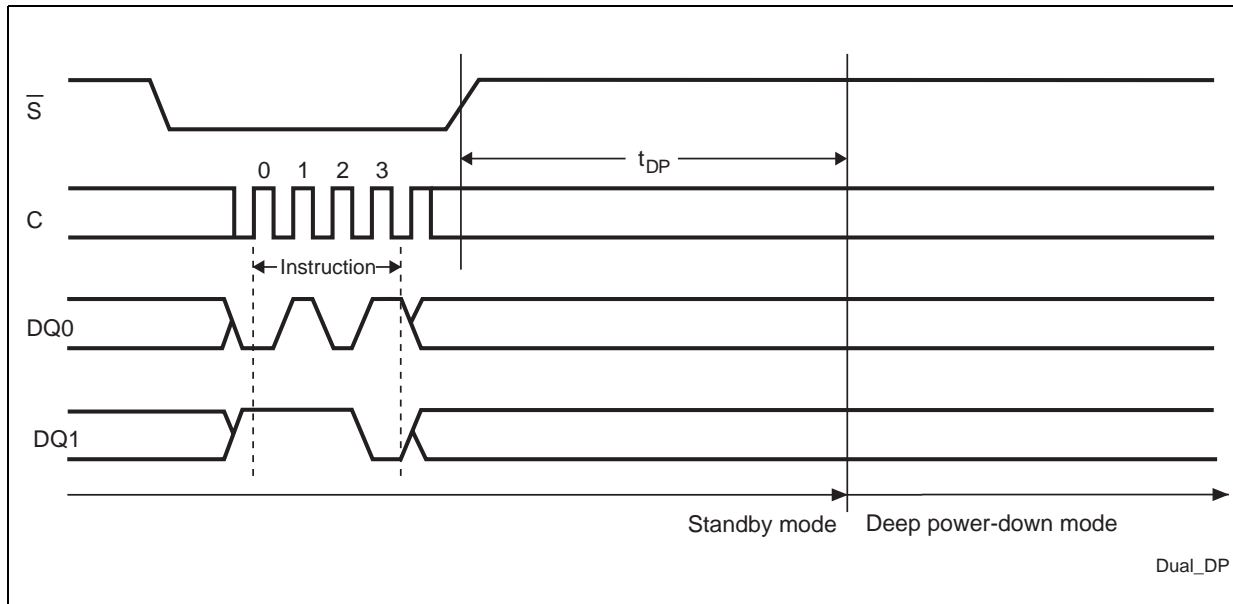 S̅
t_DP
0 1 2 3
C
Instruction
DQ0
DQ1
Standby mode Deep power-down mode
Dual_DP